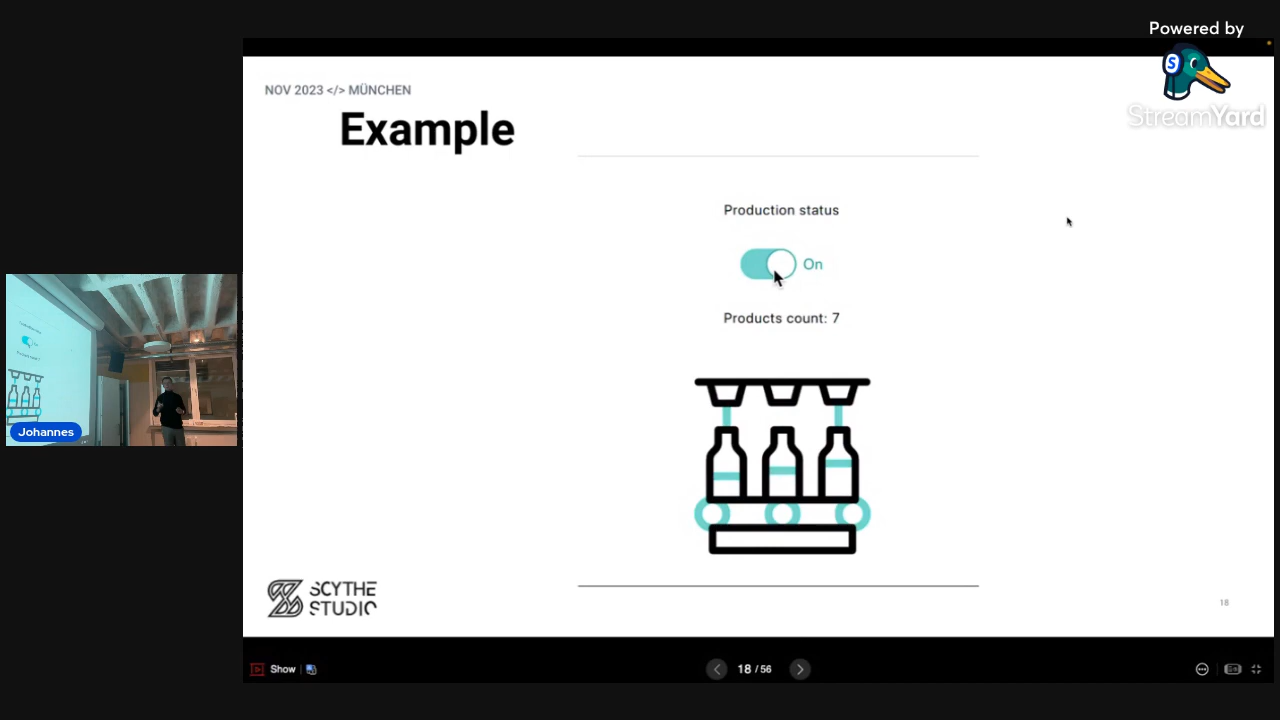 Powered by
StreamYard
NOV 2023 </> MÜNCHEN
Example
Production status
On
Products count: 7
Johannes
SCYTHE
STUDIO
18
Show
18 / 56